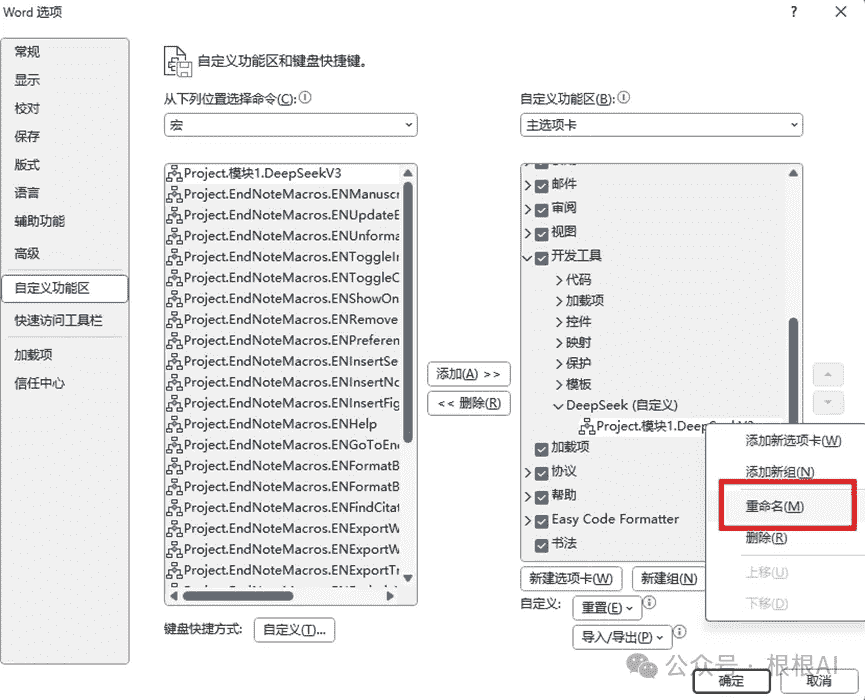 Word 选项
?
常规
显示
校对
保存
版式
语言
辅助功能
高级
自定义功能区
快速访问工具栏
加载项
信任中心
自定义功能区和键盘快捷键。
从下列位置选择命令(C):
宏
Project.模块1.DeepSeekV3
Project.EndNoteMacros.ENManuscr
Project.EndNoteMacros.ENUpdateE
Project.EndNoteMacros.ENUnforma
Project.EndNoteMacros.ENToggleIn
Project.EndNoteMacros.ENToggleC
Project.EndNoteMacros.ENShowOn
Project.EndNoteMacros.ENRemove
Project.EndNoteMacros.ENPreferen
Project.EndNoteMacros.ENInsertSe
Project.EndNoteMacros.ENInsertNo
Project.EndNoteMacros.ENInsertFig
Project.EndNoteMacros.ENHelp
Project.EndNoteMacros.ENGoToEn
Project.EndNoteMacros.ENFormatB
Project.EndNoteMacros.ENFormatB
Project.EndNoteMacros.ENFindCitat
Project.EndNoteMacros.ENExportW
Project.EndNoteMacros.ENExportW
Project.EndNoteMacros.ENExportTr
键盘快捷方式: 自定义(T)...
添加(A) >>
<< 删除(R)
自定义功能区(B):
主选项卡
邮件
审阅
视图
开发工具
代码
加载项
控件
映射
保护
模板
DeepSeek (自定义)
Project.模块1.Deep
加载项
协议
帮助
Easy Code Formatter
书法
新建选项卡(W) 新建组(N)
自定义: 重置(E)
导入/导出(P)
添加新选项卡(W)
添加新组(N)
重命名(M)
删除(R)
上移(U)
下移(D)
公众号 · 根根AI
确定 取消